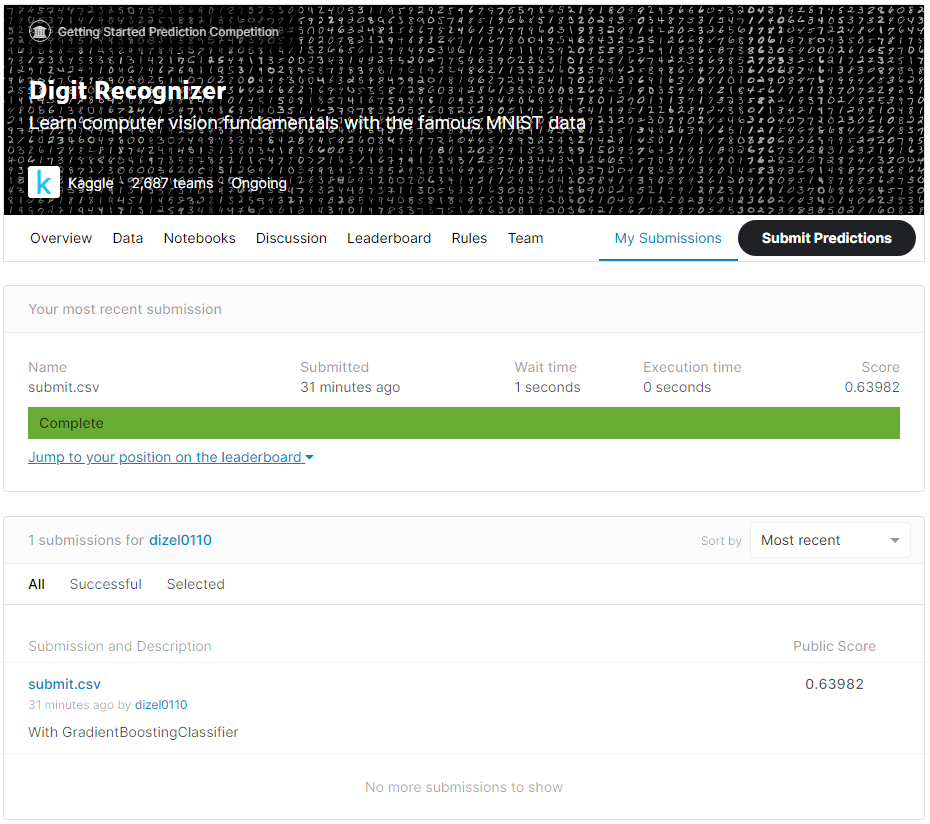 Getting Started Prediction Competition
Digit Recognizer
Learn computer vision fundamentals with the famous MNIST data
k Kaggle · 2,687 teams · Ongoing
Overview Data Notebooks Discussion Leaderboard Rules Team My Submissions Submit Predictions
Your most recent submission
Name Submitted Wait time Execution time Score
submit.csv 31 minutes ago 1 seconds 0 seconds 0.63982
Complete
Jump to your position on the leaderboard
1 submissions for dizel0110 Sort by Most recent
All Successful Selected
Submission and Description Public Score
submit.csv 0.63982
31 minutes ago by dizel0110
With GradientBoostingClassifier
No more submissions to show